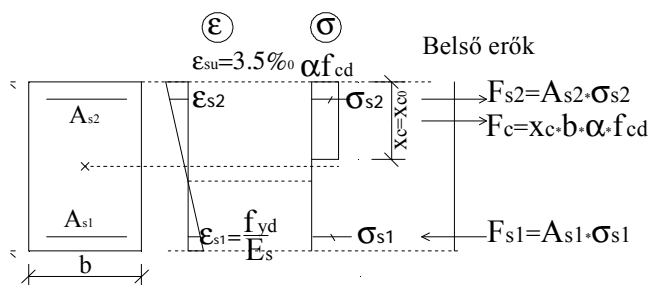 ε σ
Belső erők
εsu=3.5%₀ αfcd
As2 εs2 σs2 xc=xc0 Fs2=As2*σs2
Fc=xc*b*α*fcd
As1 εs1=fyd/Es σs1 Fs1=As1*σs1
b